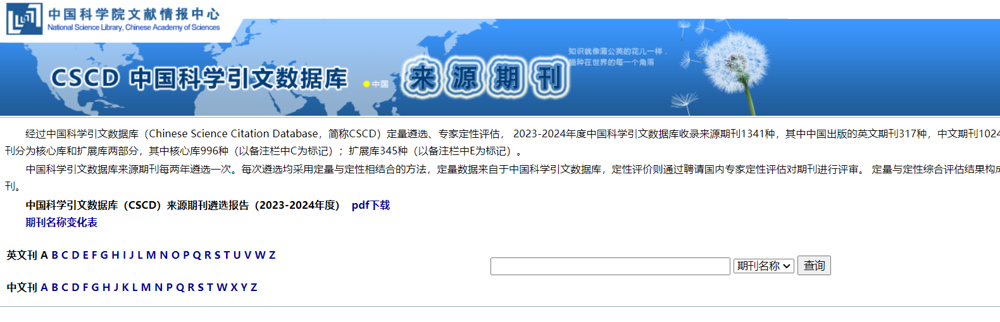 中国科学院文献情报中心
National Science Library, Chinese Academy of Sciences
知识就像蒲公英的花儿一样，
播种在世界的每一个角落
CSCD 中国科学引文数据库
中国
来源期刊
经过中国科学引文数据库（Chinese Science Citation Database，简称CSCD）定量遴选、专家定性评估， 2023-2024年度中国科学引文数据库收录来源期刊1341种，其中中国出版的英文期刊317种，中文期刊1024
刊分为核心库和扩展库两部分，其中核心库996种（以备注栏中C为标记）；扩展库345种（以备注栏中E为标记）。
中国科学引文数据库来源期刊每两年遴选一次。每次遴选均采用定量与定性相结合的方法，定量数据来自于中国科学引文数据库，定性评价则通过聘请国内专家定性评估对期刊进行评审。 定量与定性综合评估结果构成
刊。
中国科学引文数据库（CSCD）来源期刊遴选报告（2023-2024年度） pdf下载
期刊名称变化表
英文刊 A B C D E F G H I J L M N O P Q R S T U V W Z
期刊名称 查询
中文刊 A B C D F G H J K L M N P Q R S T W X Y Z